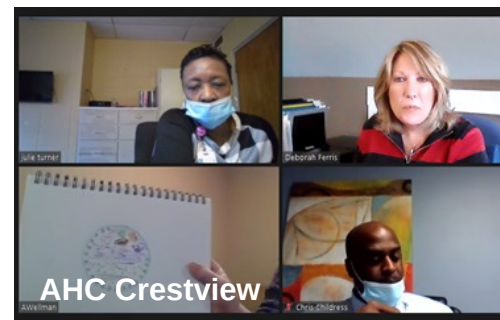 Julie turner
Deborah Ferris
AWellman
Chris Childress
AHC Crestview